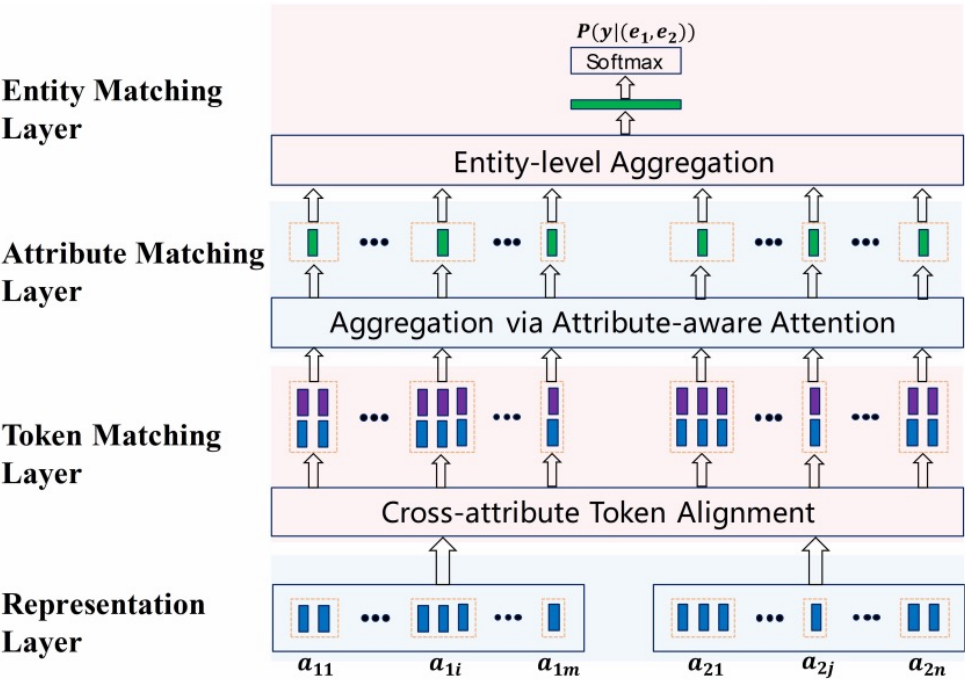 P(y|(e₁,e₂))
Softmax
Entity Matching
Layer
Entity-level Aggregation
Attribute Matching
Layer
Aggregation via Attribute-aware Attention
Token Matching
Layer
Cross-attribute Token Alignment
Representation
Layer
a₁₁ a₁ᵢ a₁ₘ a₂₁ a₂ⱼ a₂ₙ